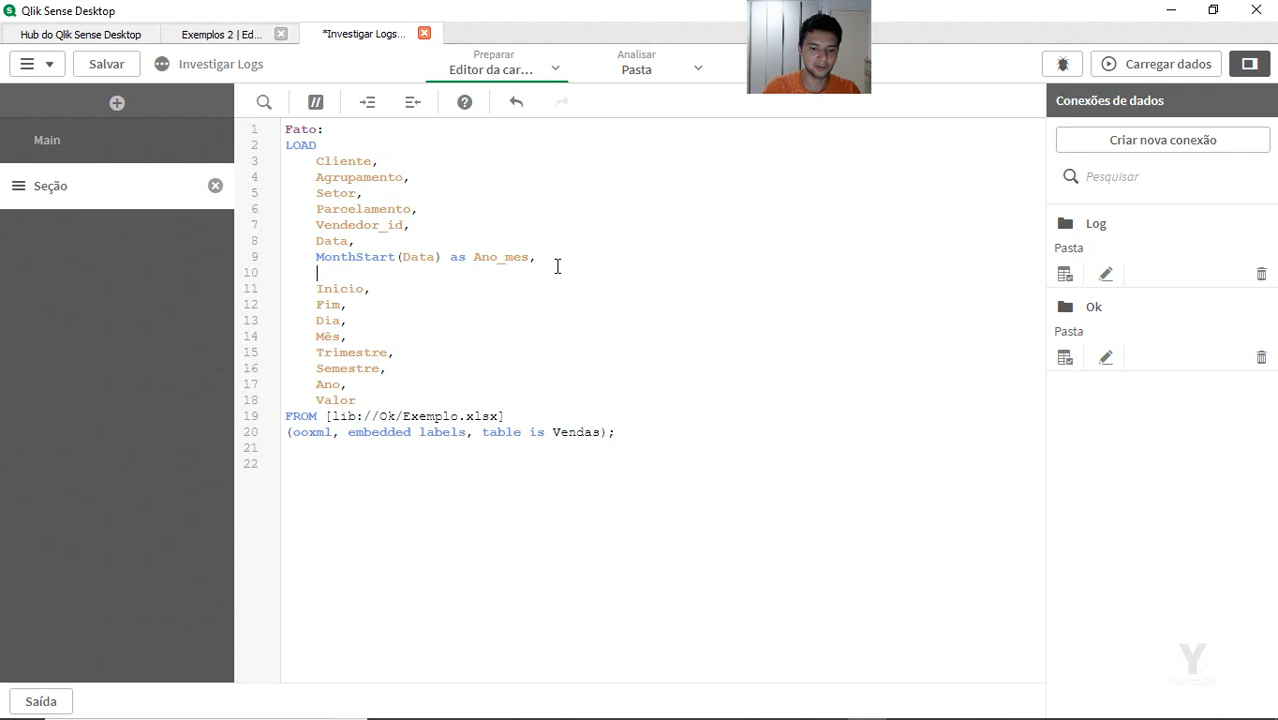 Qlik Sense Desktop
Hub do Qlik Sense Desktop
Exemplos 2 | Ed...
*Investigar Logs...
Salvar
Investigar Logs
Preparar
Editor da car...
Analisar
Pasta
Carregar dados
Main
Seção
1 Fato:
2 LOAD
3 Cliente,
4 Agrupamento,
5 Setor,
6 Parcelamento,
7 Vendedor_id,
8 Data,
9 MonthStart(Data) as Ano_mes,
10
11 Inicio,
12 Fim,
13 Dia,
14 Mês,
15 Trimestre,
16 Semestre,
17 Ano,
18 Valor
19 FROM [lib://Ok/Exemplo.xlsx]
20 (ooxml, embedded labels, table is Vendas);
21
22
Conexões de dados
Criar nova conexão
Pesquisar
Log
Pasta
Ok
Pasta
Saída
Y